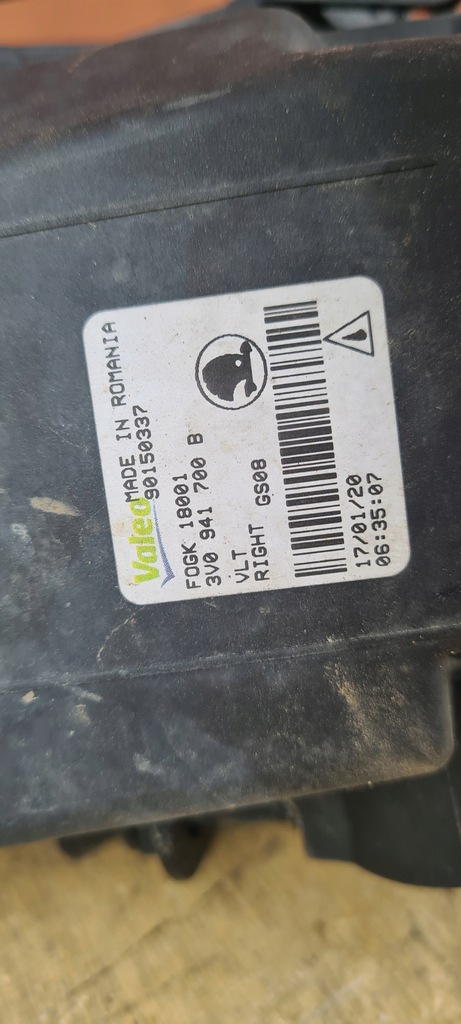 Valeo MADE IN ROMANIA
90150337
FOGK 18001
3V0 941 700 B
VLT
RIGHT GS08
17/01/20
06:35:07